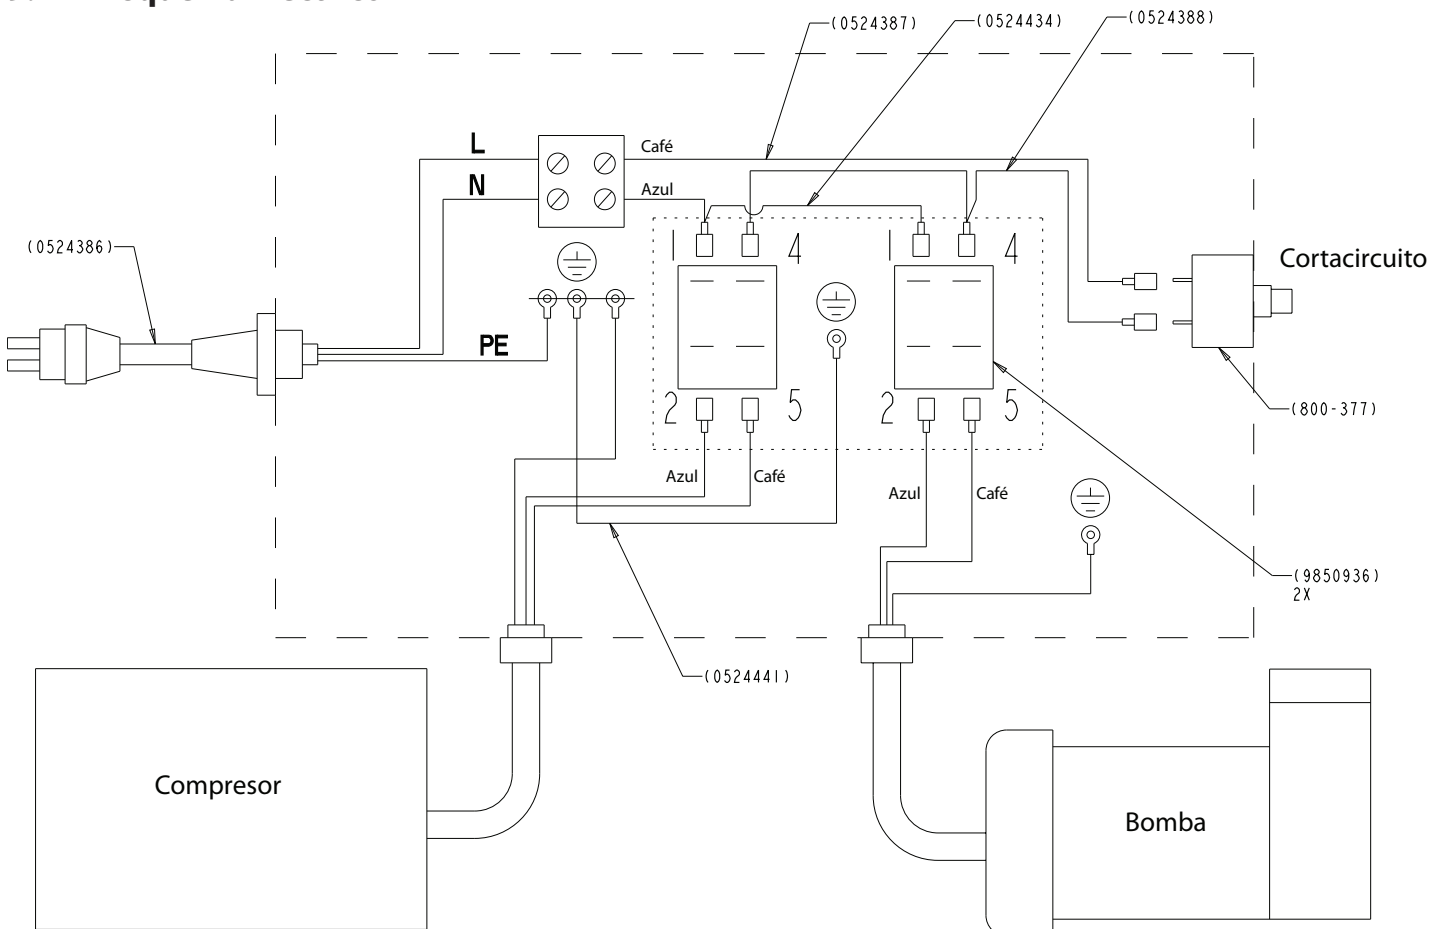 (0524387)
(0524434)
(0524388)
L
Café
N
Azul
(0524386)
1
4
1
4
Cortacircuito
PE
2
5
2
5
(800-377)
Azul
Café
Azul
Café
(9850936)
2X
(0524441)
Compresor
Bomba